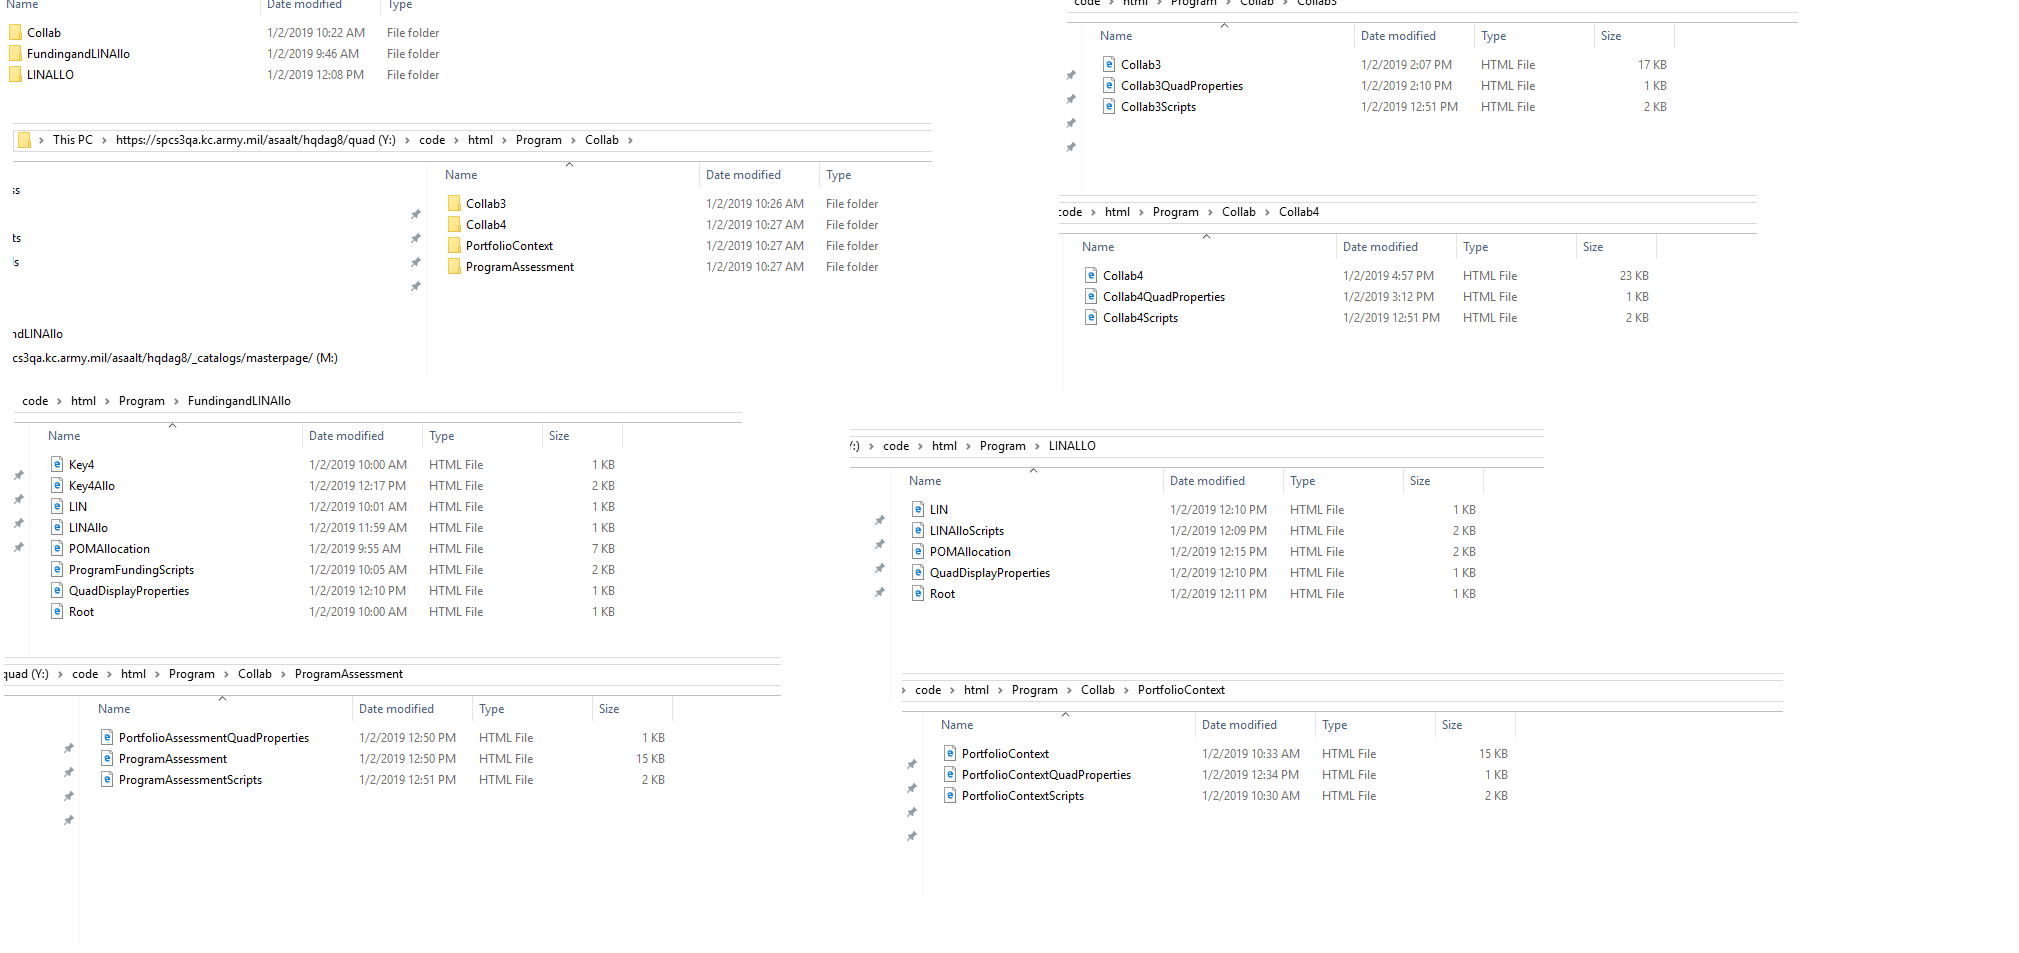 Name Date modified Type
Collab 1/2/2019 10:22 AM File folder
FundingandLINAllo 1/2/2019 9:46 AM File folder
LINALLO 1/2/2019 12:08 PM File folder
This PC > https://spcs3qa.kc.army.mil/asaalt/hqdag8/quad (Y:) > code > html > Program > Collab >
Name Date modified Type
Collab3 1/2/2019 10:26 AM File folder
Collab4 1/2/2019 10:27 AM File folder
PortfolioContext 1/2/2019 10:27 AM File folder
ProgramAssessment 1/2/2019 10:27 AM File folder
ss
ts
ls
ndLINAllo
cs3qa.kc.army.mil/asaalt/hqdag8/_catalogs/masterpage/ (M:)
code > html > Program > Collab > Collab3
Name Date modified Type Size
Collab3 1/2/2019 2:07 PM HTML File 17 KB
Collab3QuadProperties 1/2/2019 2:10 PM HTML File 1 KB
Collab3Scripts 1/2/2019 12:51 PM HTML File 2 KB
code > html > Program > Collab > Collab4
Name Date modified Type Size
Collab4 1/2/2019 4:57 PM HTML File 23 KB
Collab4QuadProperties 1/2/2019 3:12 PM HTML File 1 KB
Collab4Scripts 1/2/2019 12:51 PM HTML File 2 KB
code > html > Program > FundingandLINAllo
Name Date modified Type Size
Key4 1/2/2019 10:00 AM HTML File 1 KB
Key4Allo 1/2/2019 12:17 PM HTML File 2 KB
LIN 1/2/2019 10:01 AM HTML File 1 KB
LINAllo 1/2/2019 11:59 AM HTML File 1 KB
POMAllocation 1/2/2019 9:55 AM HTML File 7 KB
ProgramFundingScripts 1/2/2019 10:05 AM HTML File 2 KB
QuadDisplayProperties 1/2/2019 12:10 PM HTML File 1 KB
Root 1/2/2019 10:00 AM HTML File 1 KB
Y:) > code > html > Program > LINALLO
Name Date modified Type Size
LIN 1/2/2019 12:10 PM HTML File 1 KB
LINAlloScripts 1/2/2019 12:09 PM HTML File 2 KB
POMAllocation 1/2/2019 12:15 PM HTML File 2 KB
QuadDisplayProperties 1/2/2019 12:10 PM HTML File 1 KB
Root 1/2/2019 12:11 PM HTML File 1 KB
quad (Y:) > code > html > Program > Collab > ProgramAssessment
Name Date modified Type Size
PortfolioAssessmentQuadProperties 1/2/2019 12:50 PM HTML File 1 KB
ProgramAssessment 1/2/2019 12:50 PM HTML File 15 KB
ProgramAssessmentScripts 1/2/2019 12:51 PM HTML File 2 KB
> code > html > Program > Collab > PortfolioContext
Name Date modified Type Size
PortfolioContext 1/2/2019 10:33 AM HTML File 15 KB
PortfolioContextQuadProperties 1/2/2019 12:34 PM HTML File 1 KB
PortfolioContextScripts 1/2/2019 10:30 AM HTML File 2 KB